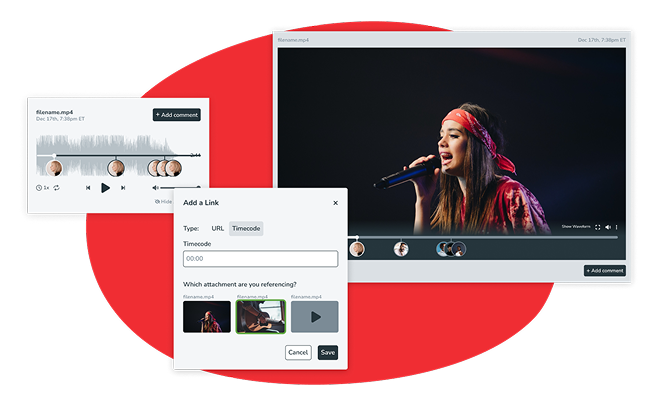 filename.mp4
Dec 17th, 7:38pm ET
filename.mp4
Dec 17th, 7:38pm ET
+ Add comment
2:44
1x
Hide
Show Waveform
+ Add comment
Add a Link
×
Type:
URL
Timecode
Timecode
00:00
Which attachment are you referencing?
filename.mp4
filename.mp4
filename.mp4
Cancel
Save